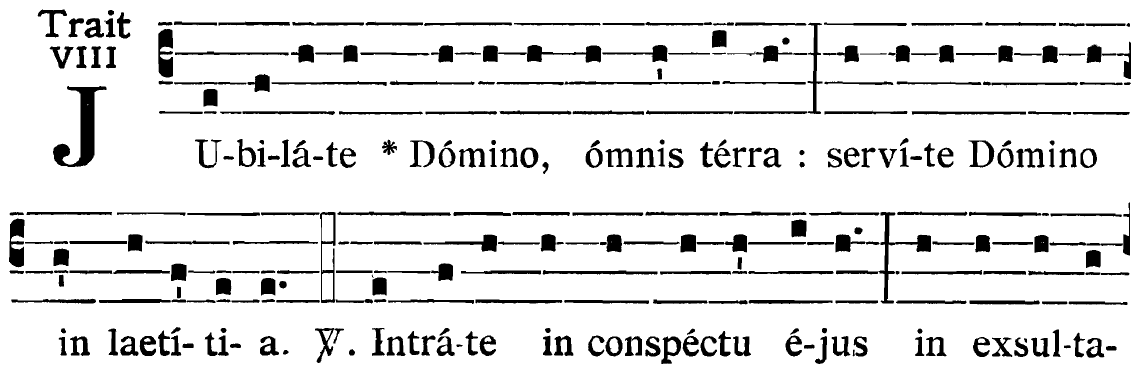 Trait
VIII
JU-bi-lá-te * Dómino, ómnis térra : serví-te Dómino
in laetí- ti- a. ℣. Intrá-te in conspéctu é-jus in exsul-ta-